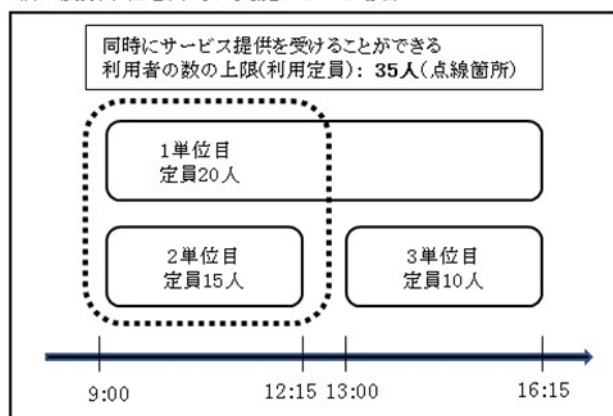 同時にサービス提供を受けることができる
利用者の数の上限(利用定員): 35人(点線箇所)
1単位目
定員20人
2単位目
定員15人
3単位目
定員10人
9:00
12:15
13:00
16:15